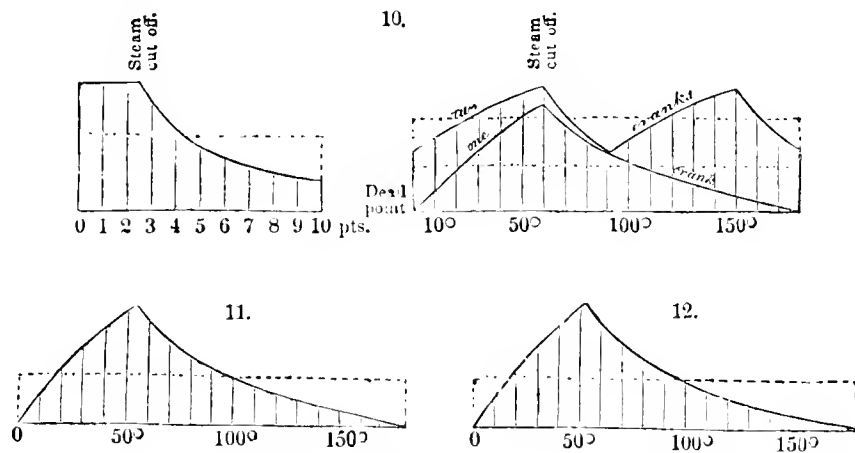 10.
Steam
cut off.
Steam
cut off.
two
cranks
one
crank
Dead
point
0 1 2 3 4 5 6 7 8 9 10 pts.
10° 50° 100° 150°
11.
12.
0 50° 100° 150°
0 50° 100° 150°